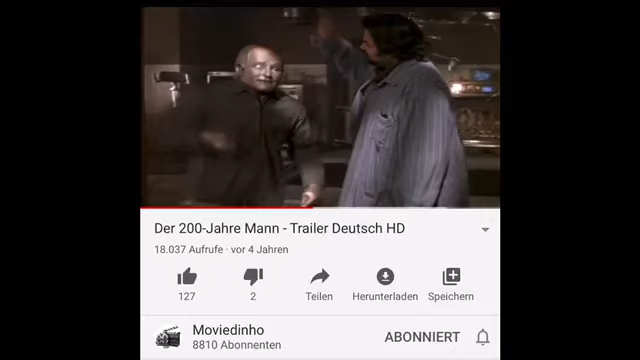 Der 200-Jahre Mann - Trailer Deutsch HD
18.037 Aufrufe · vor 4 Jahren
127
2
Teilen
Herunterladen
Speichern
Moviedinho
8810 Abonnenten
ABONNIERT